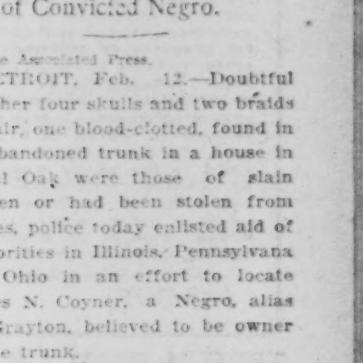 of Convicted Negro.
e Associated Press.
ETROIT, Feb. 12.—Doubtful
her four skulls and two braids
air, one blood-clotted, found in
bandoned trunk in a house in
l Oak were those of slain
en or had been stolen from
es, police today enlisted aid of
orities in Illinois, Pennsylvana
Ohio in an effort to locate
s N. Coyner, a Negro, alias
Grayton, believed to be owner
e trunk.